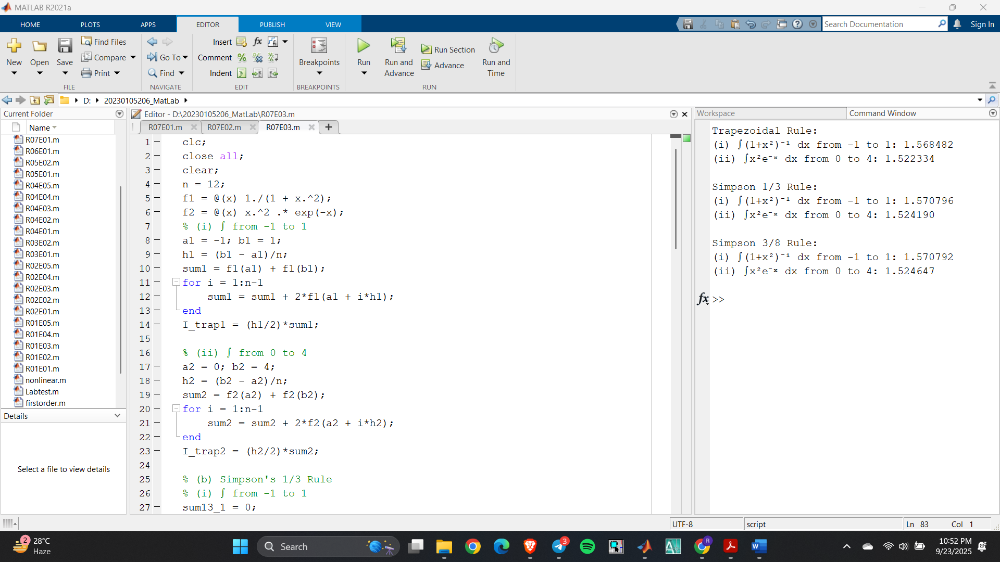 MATLAB R2021a
HOME PLOTS APPS EDITOR PUBLISH VIEW
Search Documentation
Sign In
New
Open
Save
Find Files
Compare
Print
FILE
Go To
Find
NAVIGATE
Insert
Comment
Indent
EDIT
Breakpoints
BREAKPOINTS
Run
Run and
Advance
Run Section
Advance
Run and
Time
RUN
D: 20230105206_MatLab
Current Folder
Name
R07E01.m
R06E01.m
R05E02.m
R05E01.m
R04E05.m
R04E04.m
R04E03.m
R04E02.m
R04E01.m
R03E02.m
R03E01.m
R02E05.m
R02E04.m
R02E03.m
R02E02.m
R02E01.m
R01E05.m
R01E04.m
R01E03.m
R01E02.m
R01E01.m
nonlinear.m
Labtest.m
firstorder.m
Details
Select a file to view details
Editor - D:\20230105206_MatLab\R07E03.m
R07E01.m R07E02.m R07E03.m
1 clc;
2 close all;
3 clear;
4 n = 12;
5 f1 = @(x) 1./(1 + x.^2);
6 f2 = @(x) x.^2 .* exp(-x);
7 % (i) ∫ from -1 to 1
8 a1 = -1; b1 = 1;
9 h1 = (b1 - a1)/n;
10 sum1 = f1(a1) + f1(b1);
11 for i = 1:n-1
12 sum1 = sum1 + 2*f1(a1 + i*h1);
13 end
14 I_trap1 = (h1/2)*sum1;
15
16 % (ii) ∫ from 0 to 4
17 a2 = 0; b2 = 4;
18 h2 = (b2 - a2)/n;
19 sum2 = f2(a2) + f2(b2);
20 for i = 1:n-1
21 sum2 = sum2 + 2*f2(a2 + i*h2);
22 end
23 I_trap2 = (h2/2)*sum2;
24
25 % (b) Simpson's 1/3 Rule
26 % (i) ∫ from -1 to 1
27 sum13_1 = 0;
Workspace
Command Window
Trapezoidal Rule:
(i) ∫(1+x²)⁻¹ dx from -1 to 1: 1.568482
(ii) ∫x²e⁻ˣ dx from 0 to 4: 1.522334
Simpson 1/3 Rule:
(i) ∫(1+x²)⁻¹ dx from -1 to 1: 1.570796
(ii) ∫x²e⁻ˣ dx from 0 to 4: 1.524190
Simpson 3/8 Rule:
(i) ∫(1+x²)⁻¹ dx from -1 to 1: 1.570792
(ii) ∫x²e⁻ˣ dx from 0 to 4: 1.524647
fx >>
UTF-8
script
Ln 83 Col 1
2
28°C
Haze
Search
3
R
10:52 PM
9/23/2025